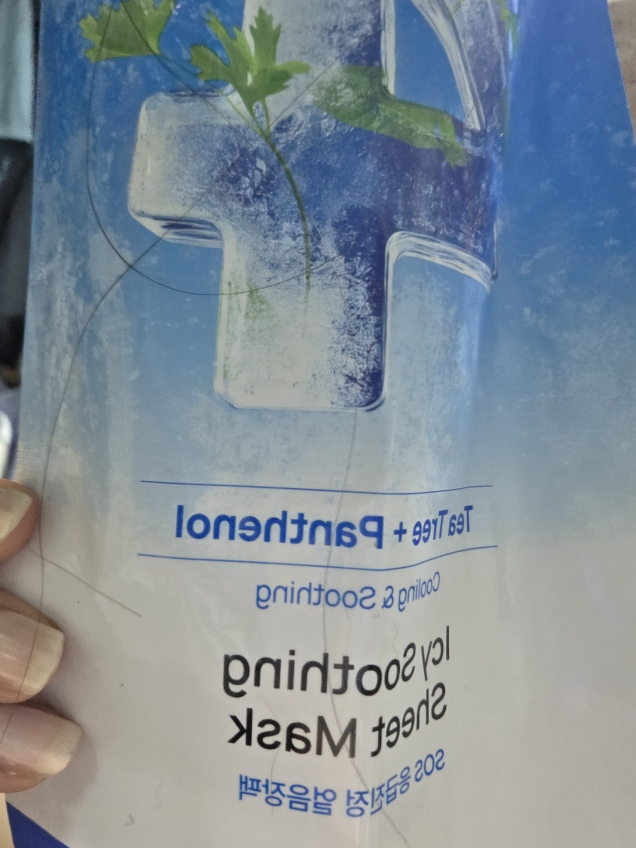 Tea Tree + Panthenol
Cooling & Soothing
Icy Soothing
Sheet Mask
SOS 응급진정 얼음장팩